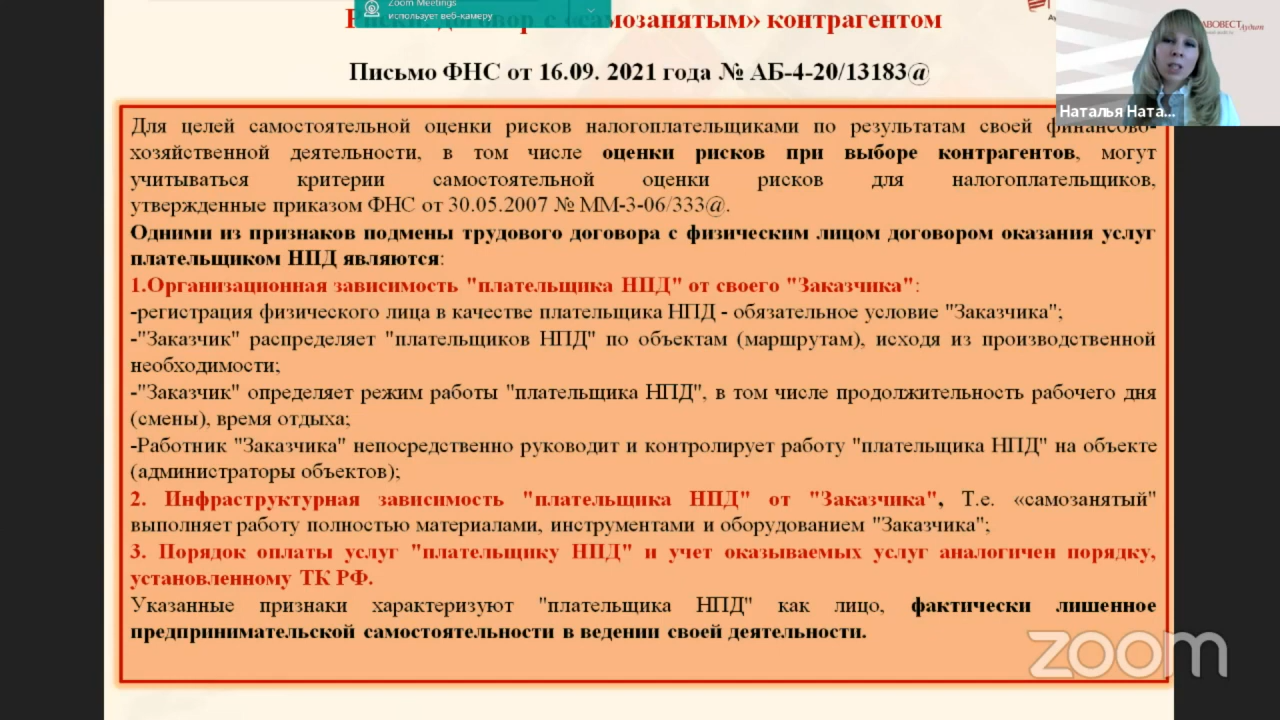 Zoom Meetings
использует веб-камеру
договор с «самозанятым» контрагентом
Письмо ФНС от 16.09. 2021 года № АБ-4-20/13183@
Наталья Ната...
Для целей самостоятельной оценки рисков налогоплательщиками по результатам своей финансово-
хозяйственной деятельности, в том числе оценки рисков при выборе контрагентов, могут
учитываться критерии самостоятельной оценки рисков для налогоплательщиков,
утвержденные приказом ФНС от 30.05.2007 № ММ-3-06/333@.
Одними из признаков подмены трудового договора с физическим лицом договором оказания услуг
плательщиком НПД являются:
1.Организационная зависимость "плательщика НПД" от своего "Заказчика":
-регистрация физического лица в качестве плательщика НПД - обязательное условие "Заказчика";
-"Заказчик" распределяет "плательщиков НПД" по объектам (маршрутам), исходя из производственной
необходимости;
-"Заказчик" определяет режим работы "плательщика НПД", в том числе продолжительность рабочего дня
(смены), время отдыха;
-Работник "Заказчика" непосредственно руководит и контролирует работу "плательщика НПД" на объекте
(администраторы объектов);
2. Инфраструктурная зависимость "плательщика НПД" от "Заказчика", Т.е. «самозанятый"
выполняет работу полностью материалами, инструментами и оборудованием "Заказчика";
3. Порядок оплаты услуг "плательщику НПД" и учет оказываемых услуг аналогичен порядку,
установленному ТК РФ.
Указанные признаки характеризуют "плательщика НПД" как лицо, фактически лишенное
предпринимательской самостоятельности в ведении своей деятельности.
zoom